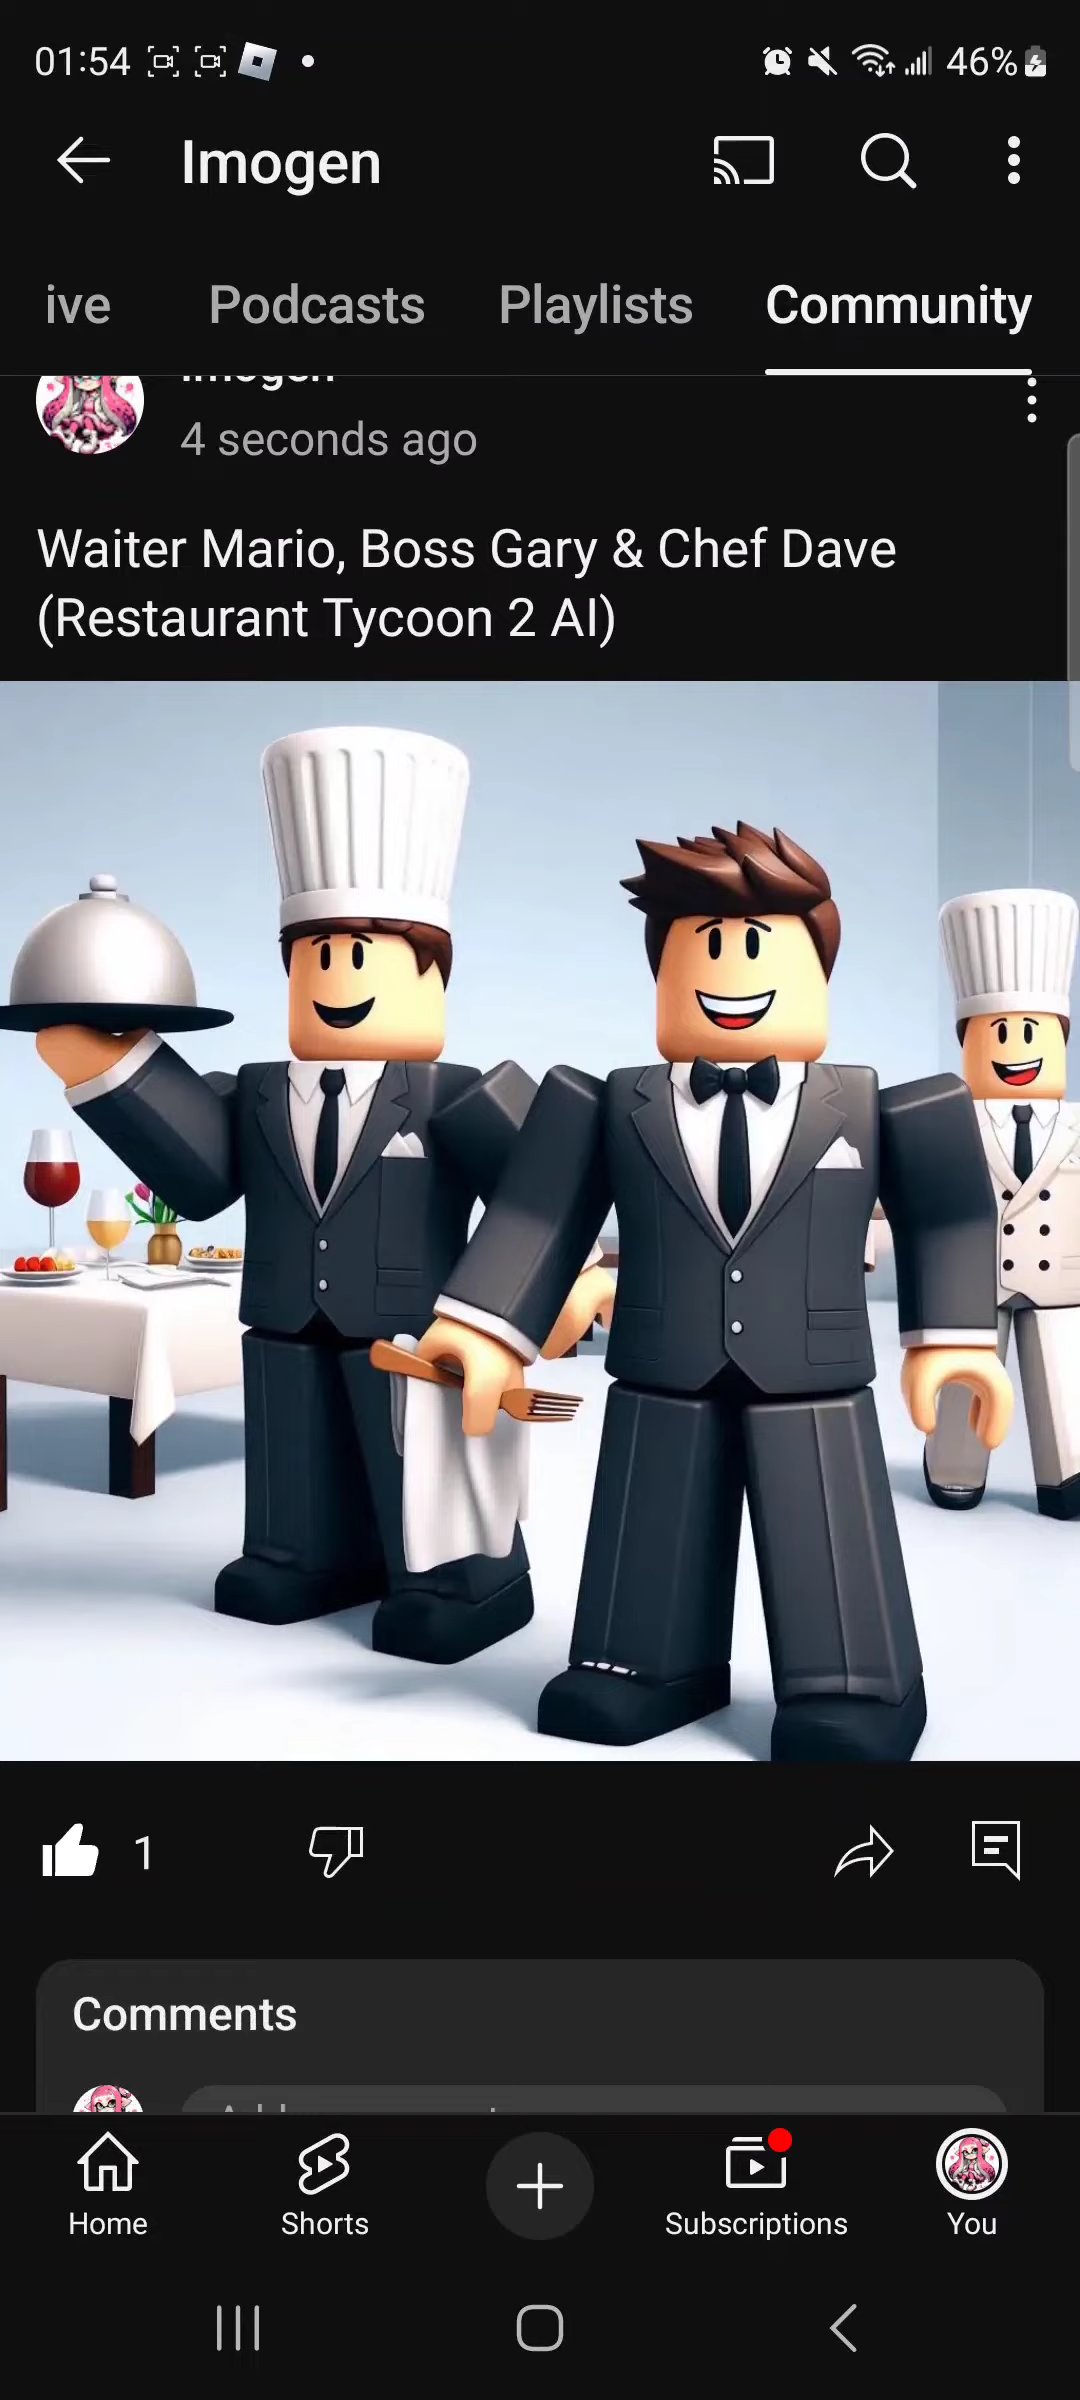 01:54
46%
Imogen
ive Podcasts Playlists Community
Imogen
4 seconds ago
Waiter Mario, Boss Gary & Chef Dave
(Restaurant Tycoon 2 AI)
1
Comments
Home
Shorts
Subscriptions
You